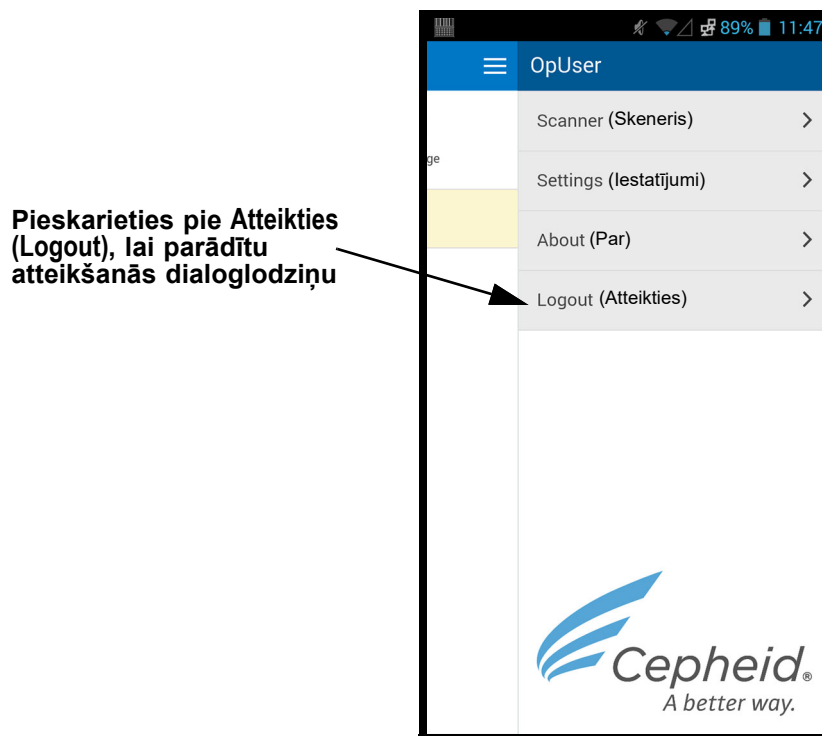 89% 11:47
OpUser
Scanner (Skeneris)
ge
Settings (Iestatījumi)
Pieskarieties pie Atteikties
(Logout), lai parādītu
atteikšanās dialoglodziņu
About (Par)
Logout (Atteikties)
Cepheid®
A better way.